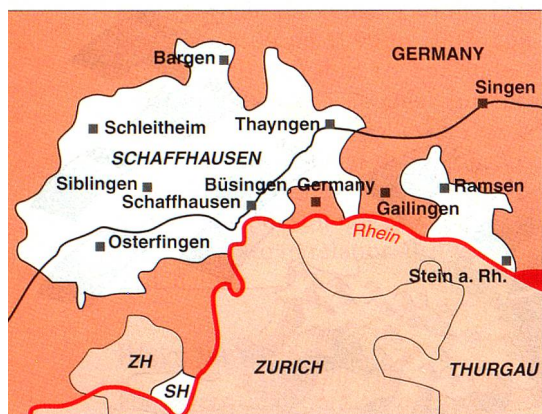 Bargen
GERMANY
Singen
Schleitheim
Thayngen
SCHAFFHAUSEN
Siblingen
Büsingen, Germany
Ramsen
Schaffhausen
Gailingen
Rhein
Osterfingen
Stein a. Rh.
ZH
ZURICH
THURGAU
SH